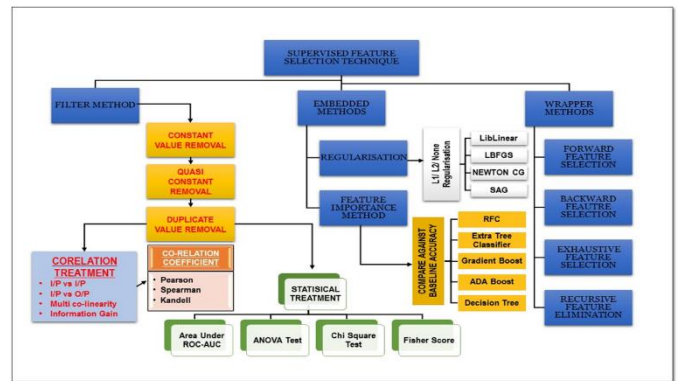 SUPERVISED FEATURE
SELECTION TECHNIQUE
FILTER METHOD
EMBEDDED
METHODS
WRAPPER
METHODS
CONSTANT
VALUE REMOVAL
QUASI
CONSTANT
REMOVAL
DUPLICATE
VALUE REMOVAL
CORELATION
TREATMENT
• I/P vs I/P
• I/P vs O/P
• Multi co-linearity
• Information Gain
CO-RELATION
COEFFICIENT
• Pearson
• Spearman
• Kandell
STATISICAL
TREATMENT
Area Under
ROC-AUC
ANOVA Test
Chi Square
Test
Fisher Score
REGULARISATION
L1/ L2/ None
Regularisation
LibLinear
LBFGS
NEWTON CG
SAG
FEATURE
IMPORTANCE
METHOD
COMPARE AGAINST
BASELINE ACCURACY
RFC
Extra Tree
Classifier
Gradient Boost
ADA Boost
Decision Tree
FORWARD
FEATURE
SELECTION
BACKWARD
FEAUTRE
SELECTION
EXHAUSTIVE
FEATURE
SELECTION
RECURSIVE
FEATURE
ELIMINATION